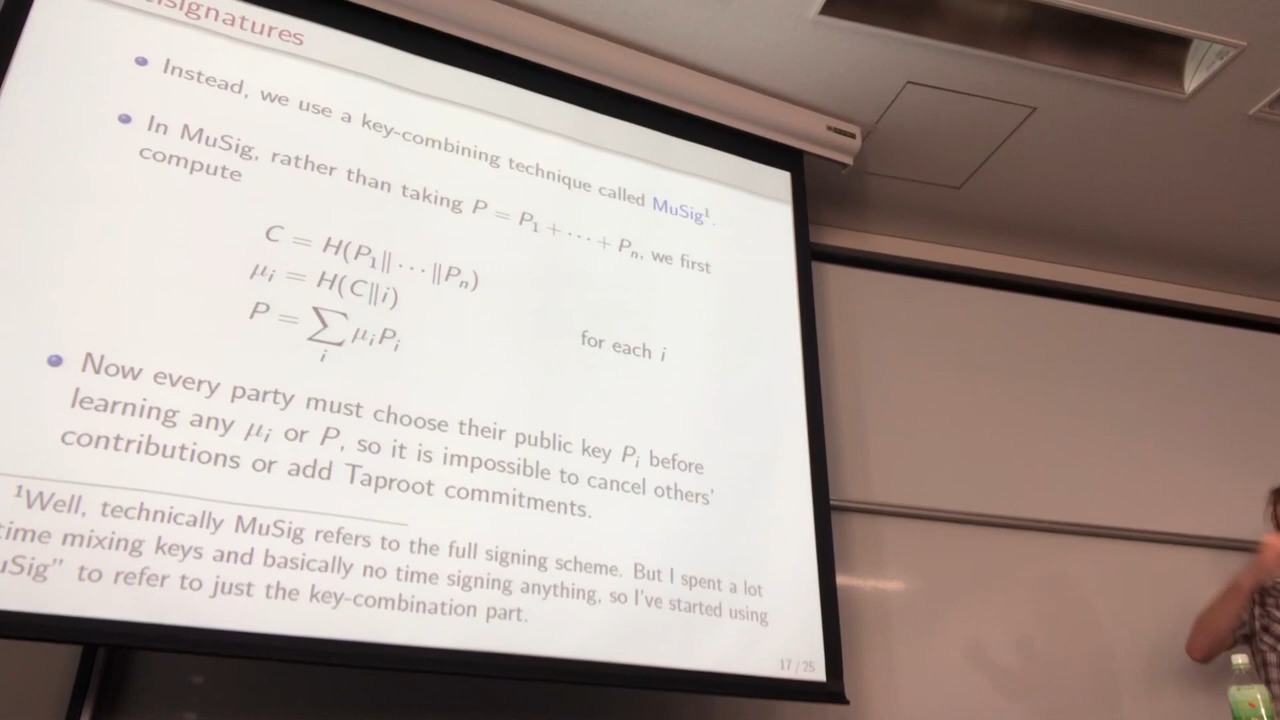 isignatures
Instead, we use a key-combining technique called MuSig¹.
In MuSig, rather than taking P = P₁ + ⋯ + Pₙ, we first
compute
C = H(P₁‖ ⋯ ‖Pₙ)
μᵢ = H(C‖i)
for each i
P = ∑ᵢ μᵢPᵢ
Now every party must choose their public key Pᵢ before
learning any μᵢ or P, so it is impossible to cancel others'
contributions or add Taproot commitments.
¹Well, technically MuSig refers to the full signing scheme. But I spent a lot
time mixing keys and basically no time signing anything, so I've started using
uSig” to refer to just the key-combination part.
17 / 25